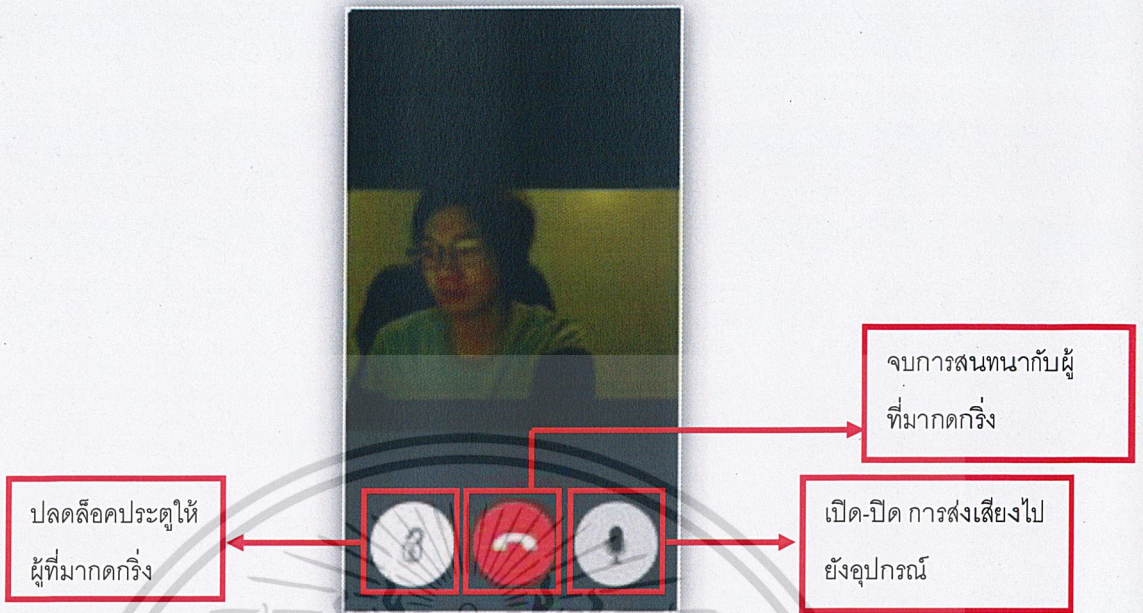 จบการสนทนากับผู้
ที่มากดกริ่ง
ปลดล็อคประตูให้
ผู้ที่มากดกริ่ง
เปิด-ปิด การส่งเสียงไป
ยังอุปกรณ์